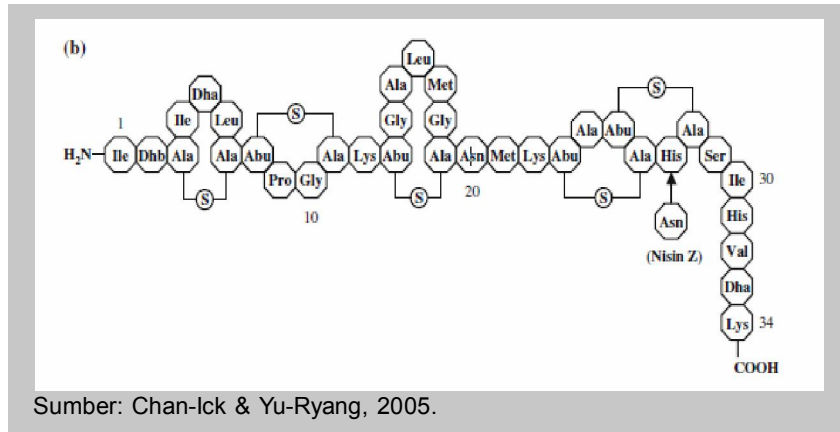 (b)
Leu
Dha Ala Met S
1 Ile Leu S Gly Gly Ala Abu Ala
H₂N Ile Dhb Ala Ala Abu Ala Lys Abu Ala Asn Met Lys Abu Ala His Ser
Pro Gly 20 Ile 30
S S S
10 Asn His
(Nisin Z) Val
Dha
Lys 34
COOH
Sumber: Chan-Ick & Yu-Ryang, 2005.